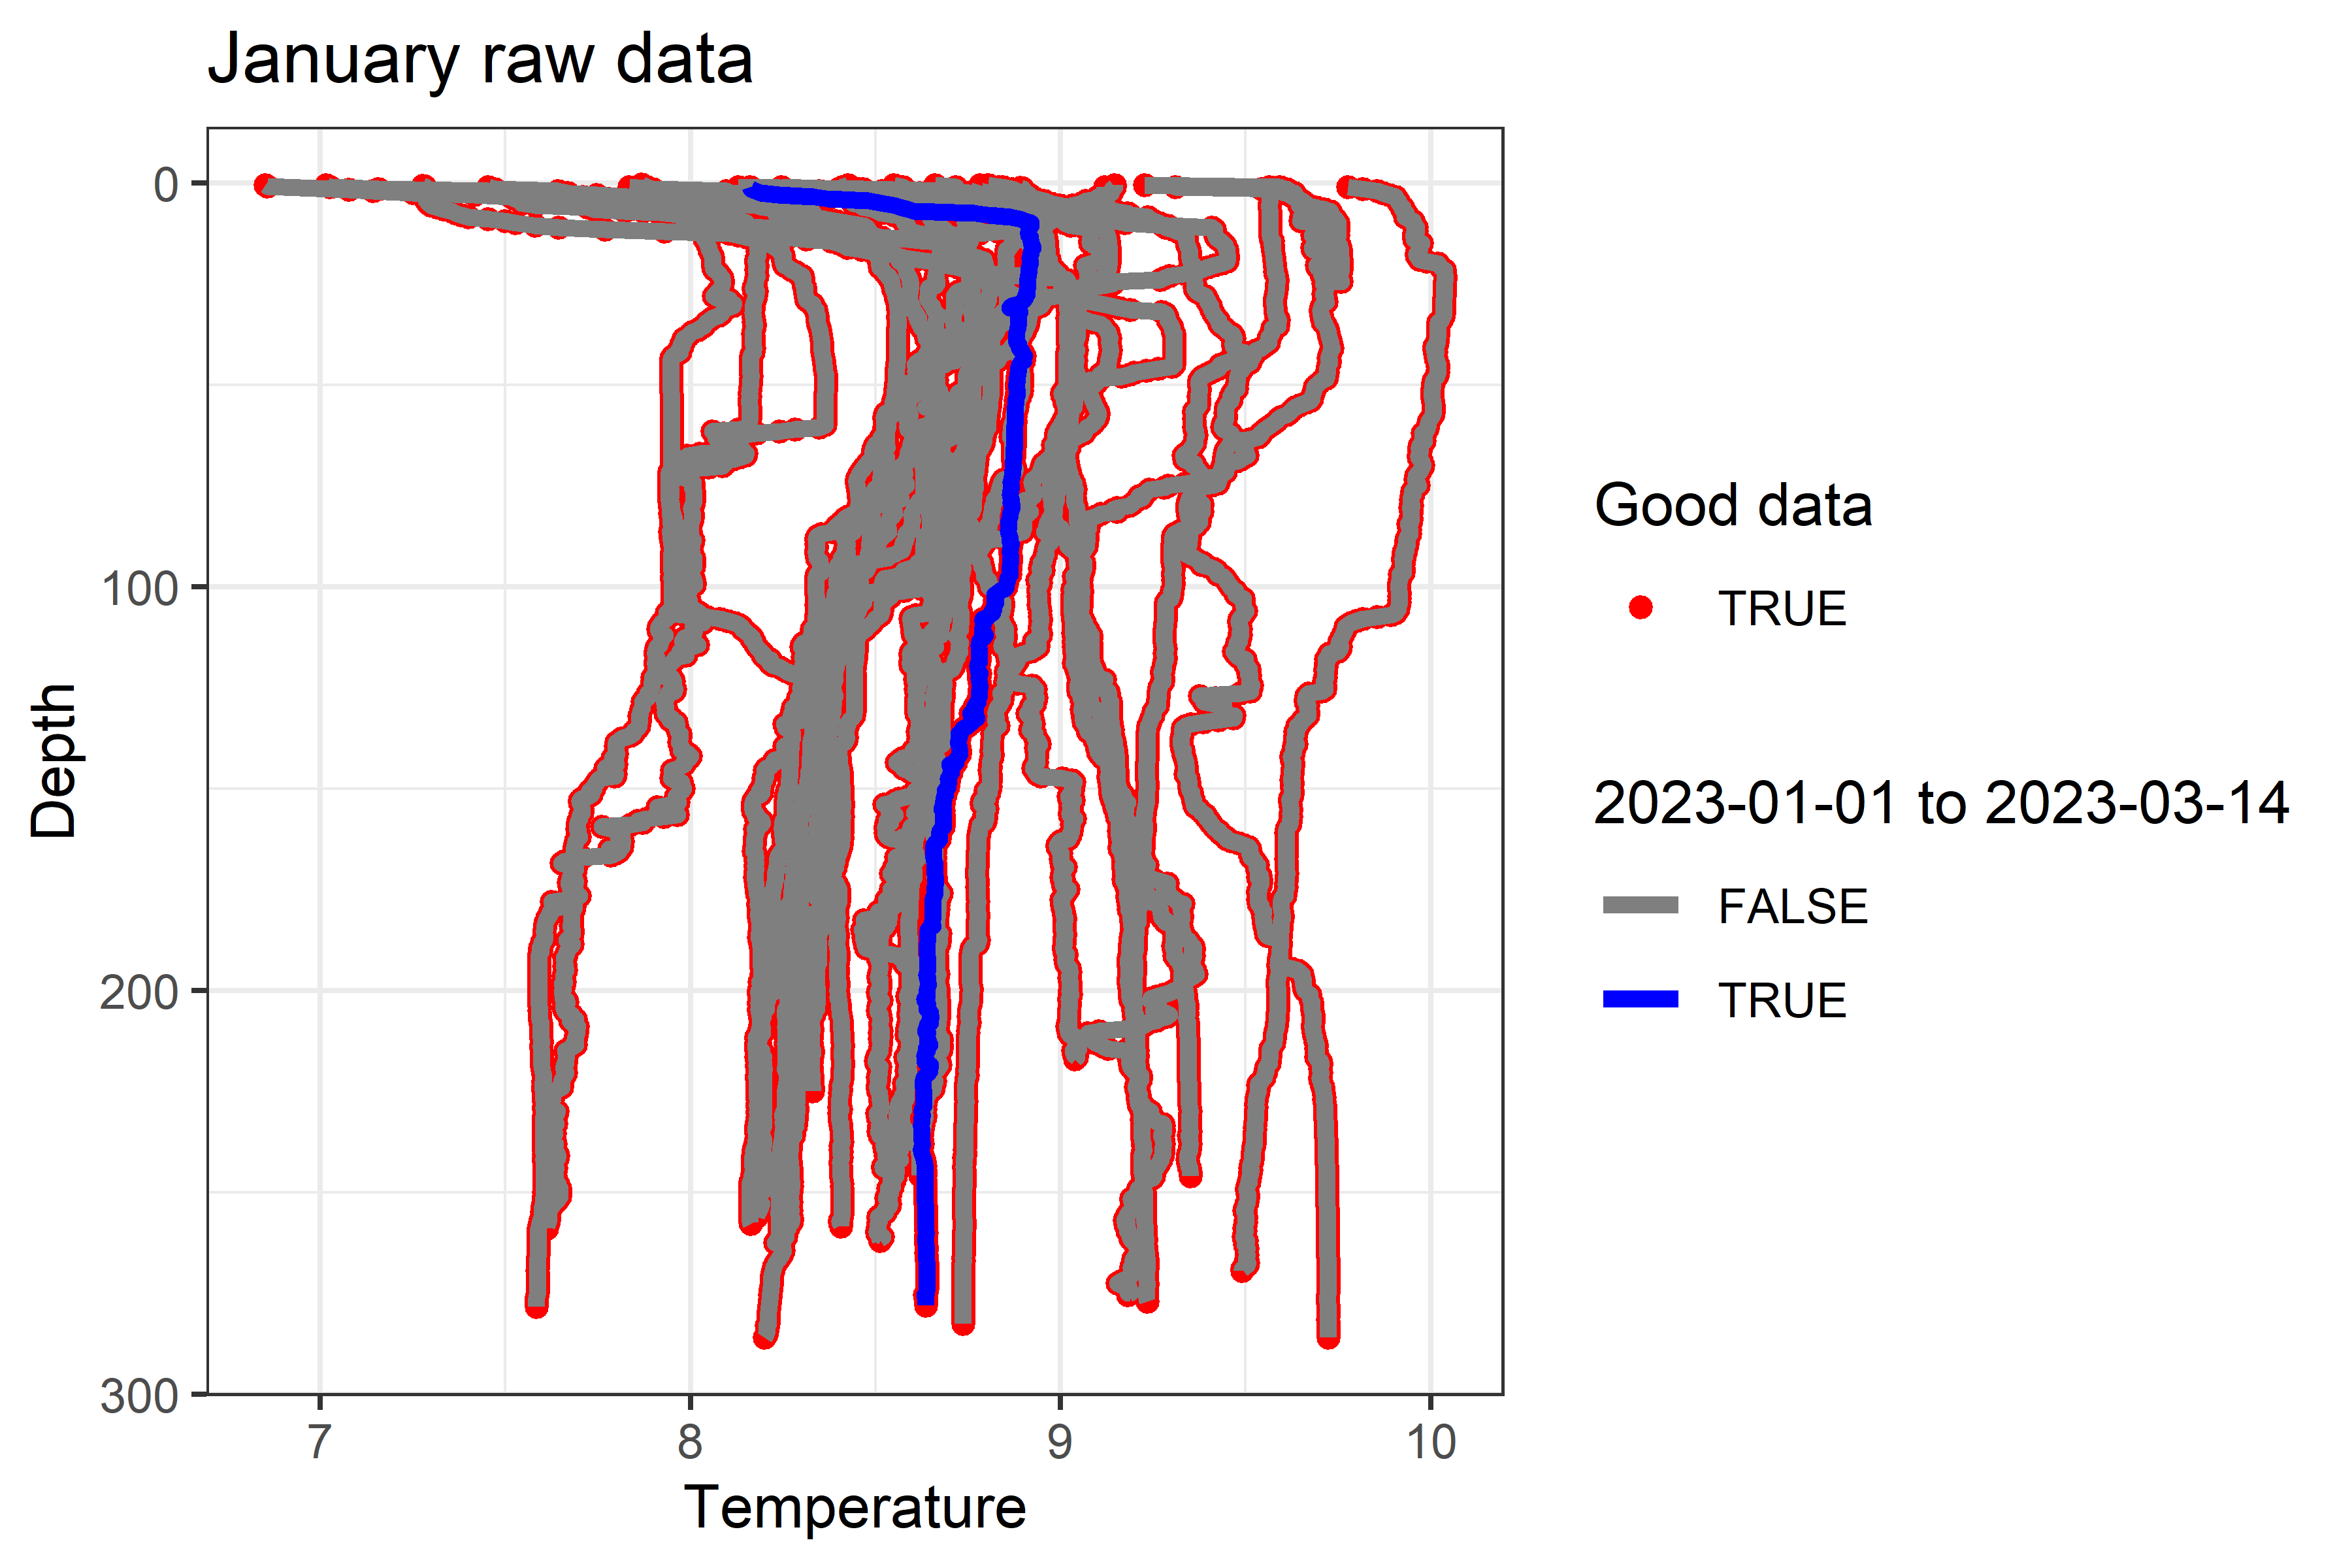 January raw data
0
100
200
300
Depth
7 8 9 10
Temperature
Good data
TRUE
2023-01-01 to 2023-03-14
FALSE
TRUE